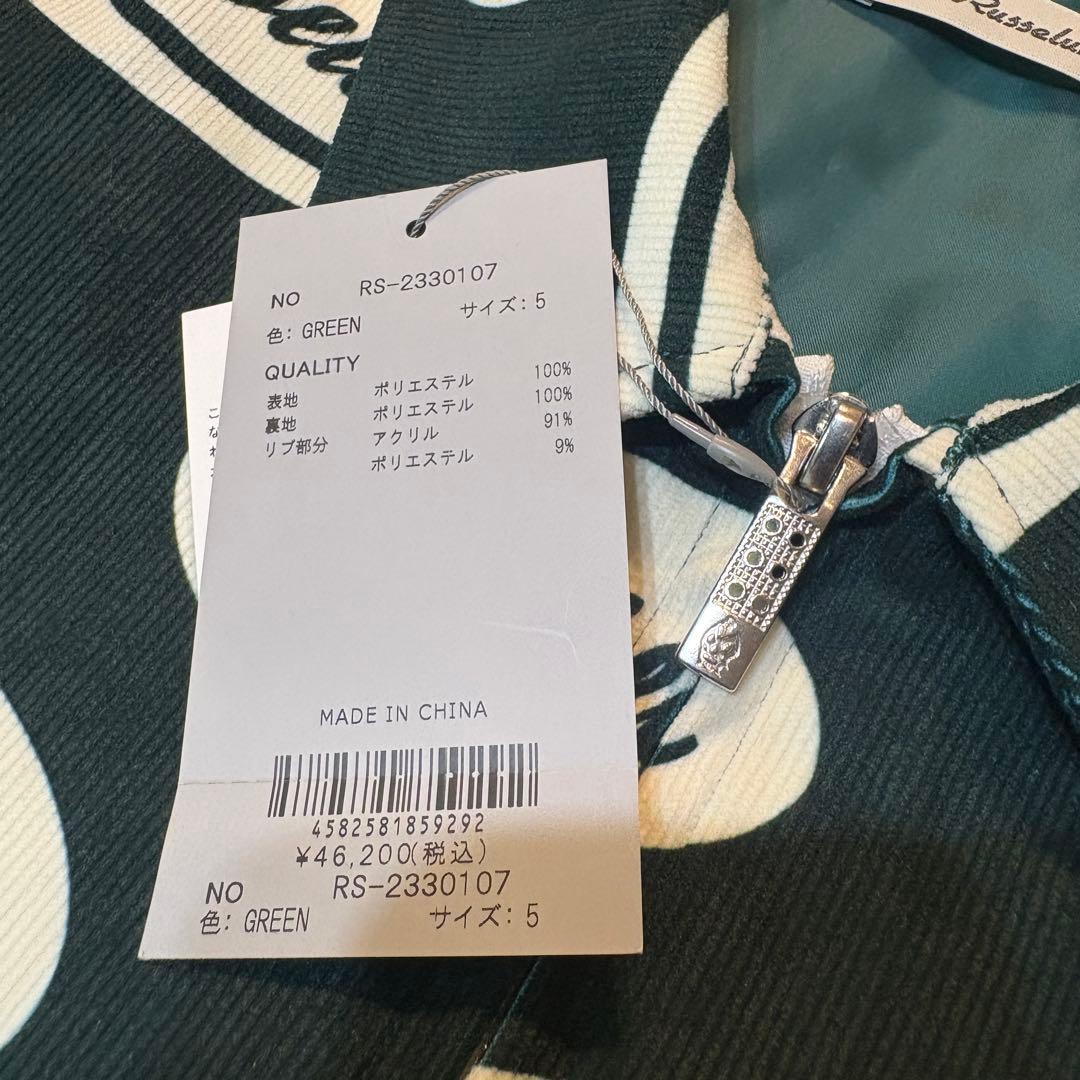 NO RS-2330107
色: GREEN サイズ: 5
QUALITY
表地 ポリエステル 100%
裏地 ポリエステル 100%
リブ部分 アクリル 91%
ポリエステル 9%
MADE IN CHINA
4582581859292
¥46,200(税込)
NO RS-2330107
色: GREEN サイズ: 5